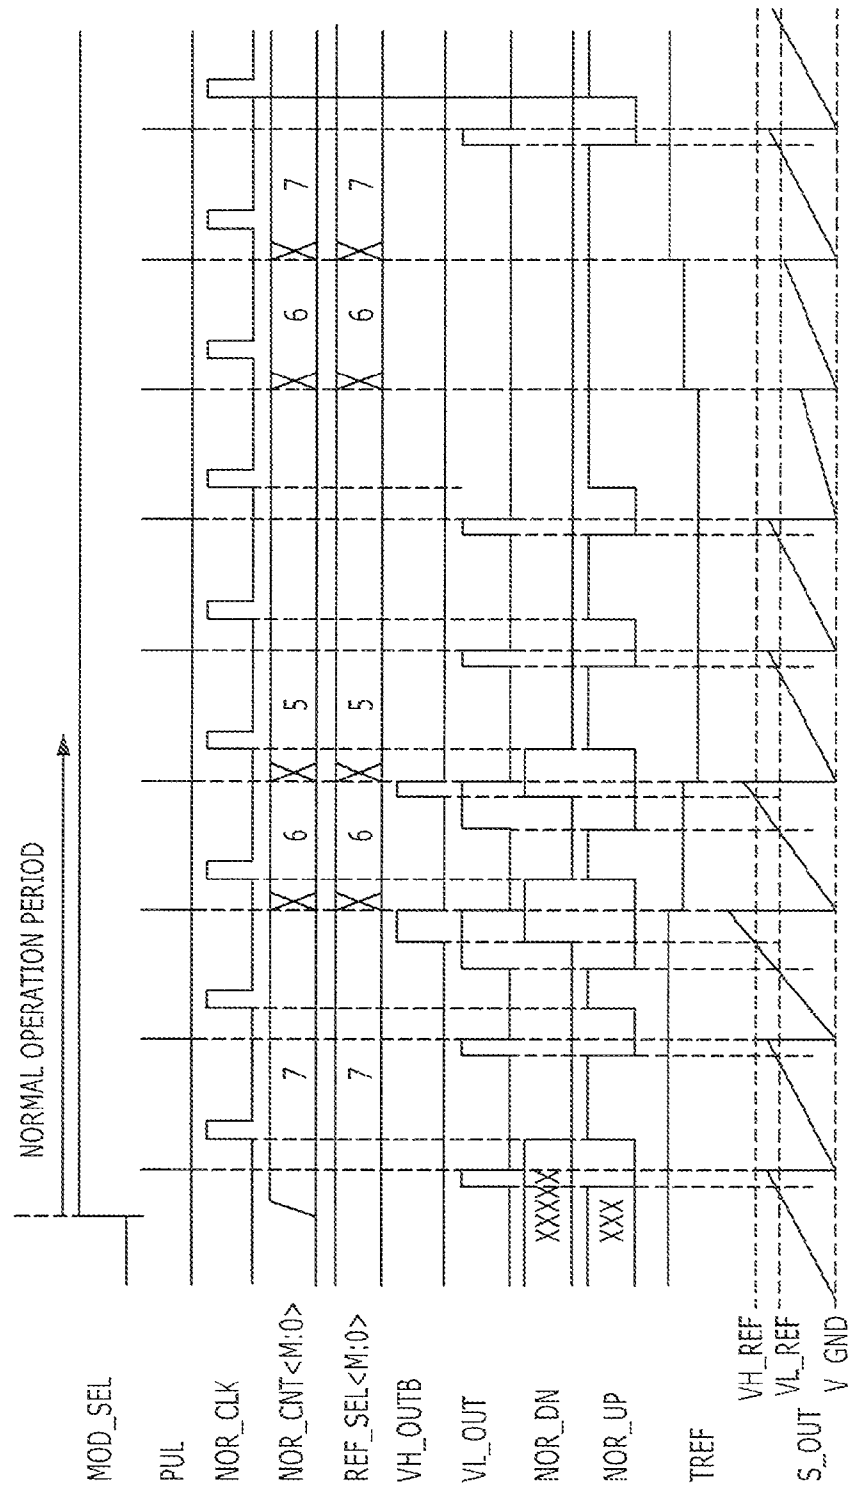 NORMAL OPERATION PERIOD
MOD_SEL
PUL
NOR_CLK
NOR_CNT<M:0>
7
6
5
6
7
REF_SEL<M:0>
7
6
5
6
7
VH_OUTB
VL_OUT
NOR_DN
XXXXX
NOR_UP
XXX
TREF
VH_REF
VL_REF
S_OUT
V_GND